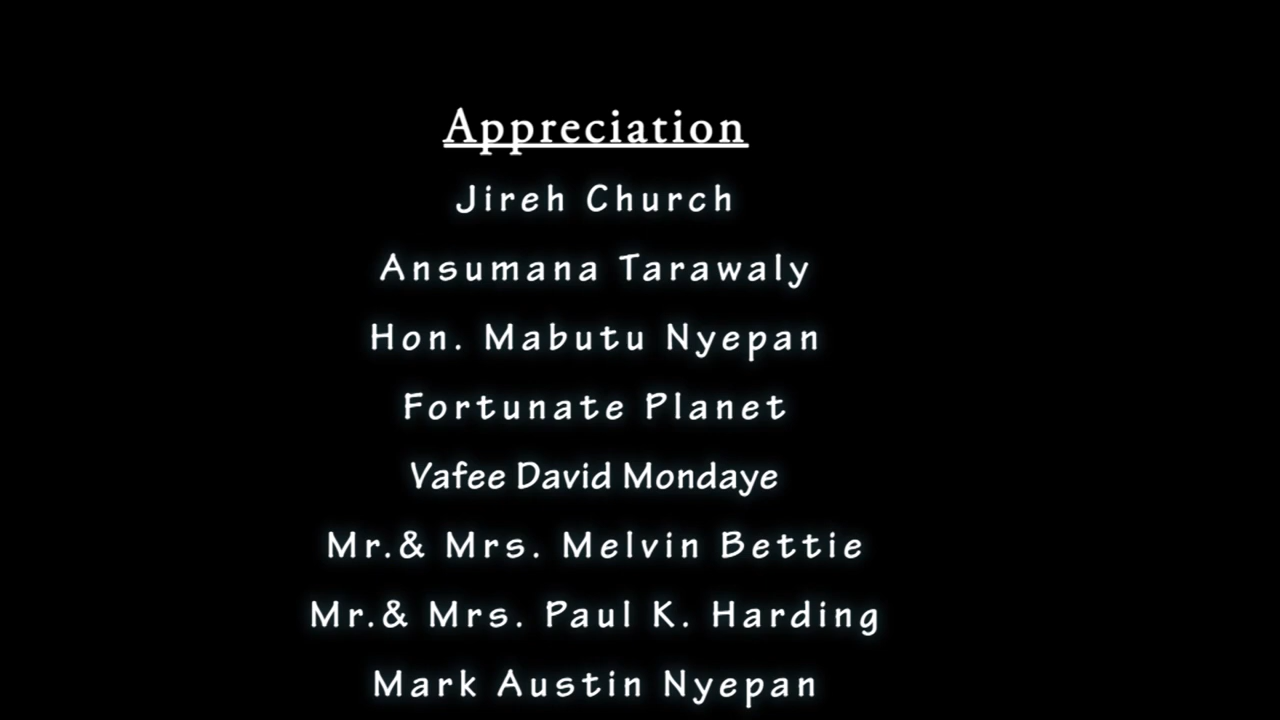 Appreciation
Jireh Church
Ansumana Tarawaly
Hon. Mabutu Nyepan
Fortunate Planet
Vafee David Mondaye
Mr.& Mrs. Melvin Bettie
Mr.& Mrs. Paul K. Harding
Mark Austin Nyepan